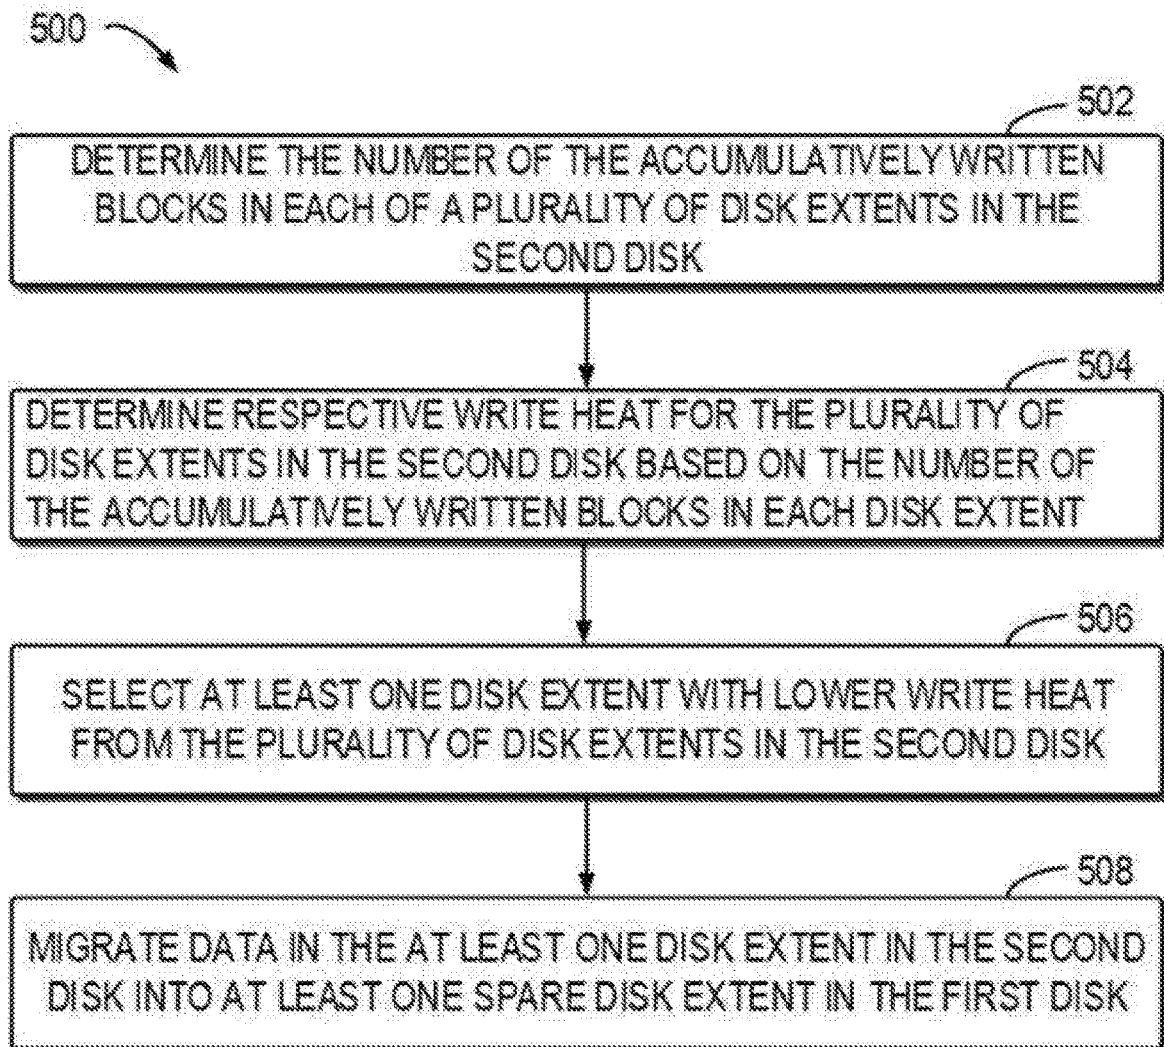 500
502
DETERMINE THE NUMBER OF THE ACCUMULATIVELY WRITTEN
BLOCKS IN EACH OF A PLURALITY OF DISK EXTENTS IN THE
SECOND DISK
504
DETERMINE RESPECTIVE WRITE HEAT FOR THE PLURALITY OF
DISK EXTENTS IN THE SECOND DISK BASED ON THE NUMBER OF
THE ACCUMULATIVELY WRITTEN BLOCKS IN EACH DISK EXTENT
506
SELECT AT LEAST ONE DISK EXTENT WITH LOWER WRITE HEAT
FROM THE PLURALITY OF DISK EXTENTS IN THE SECOND DISK
508
MIGRATE DATA IN THE AT LEAST ONE DISK EXTENT IN THE SECOND
DISK INTO AT LEAST ONE SPARE DISK EXTENT IN THE FIRST DISK